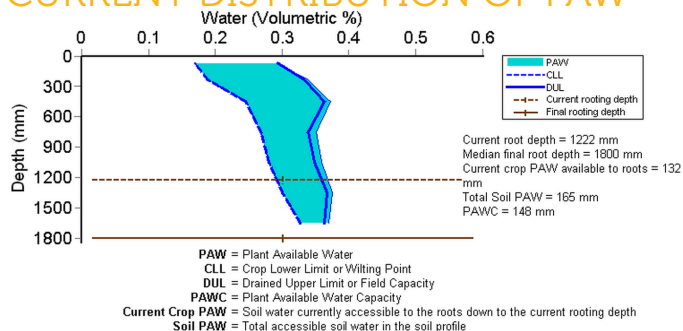 CURRENT DISTRIBUTION OF PAW
Water (Volumetric %)
0 0.1 0.2 0.3 0.4 0.5 0.6
0
300
600
900
1200
1500
1800
Depth (mm)
PAW
CLL
DUL
Current rooting depth
Final rooting depth
Current root depth = 1222 mm
Median final root depth = 1800 mm
Current crop PAW available to roots = 132
mm
Total Soil PAW = 165 mm
PAWC = 148 mm
PAW = Plant Available Water
CLL = Crop Lower Limit or Wilting Point
DUL = Drained Upper Limit or Field Capacity
PAWC = Plant Available Water Capacity
Current Crop PAW = Soil water currently accessible to the roots down to the current rooting depth
Soil PAW = Total accessible soil water in the soil profile